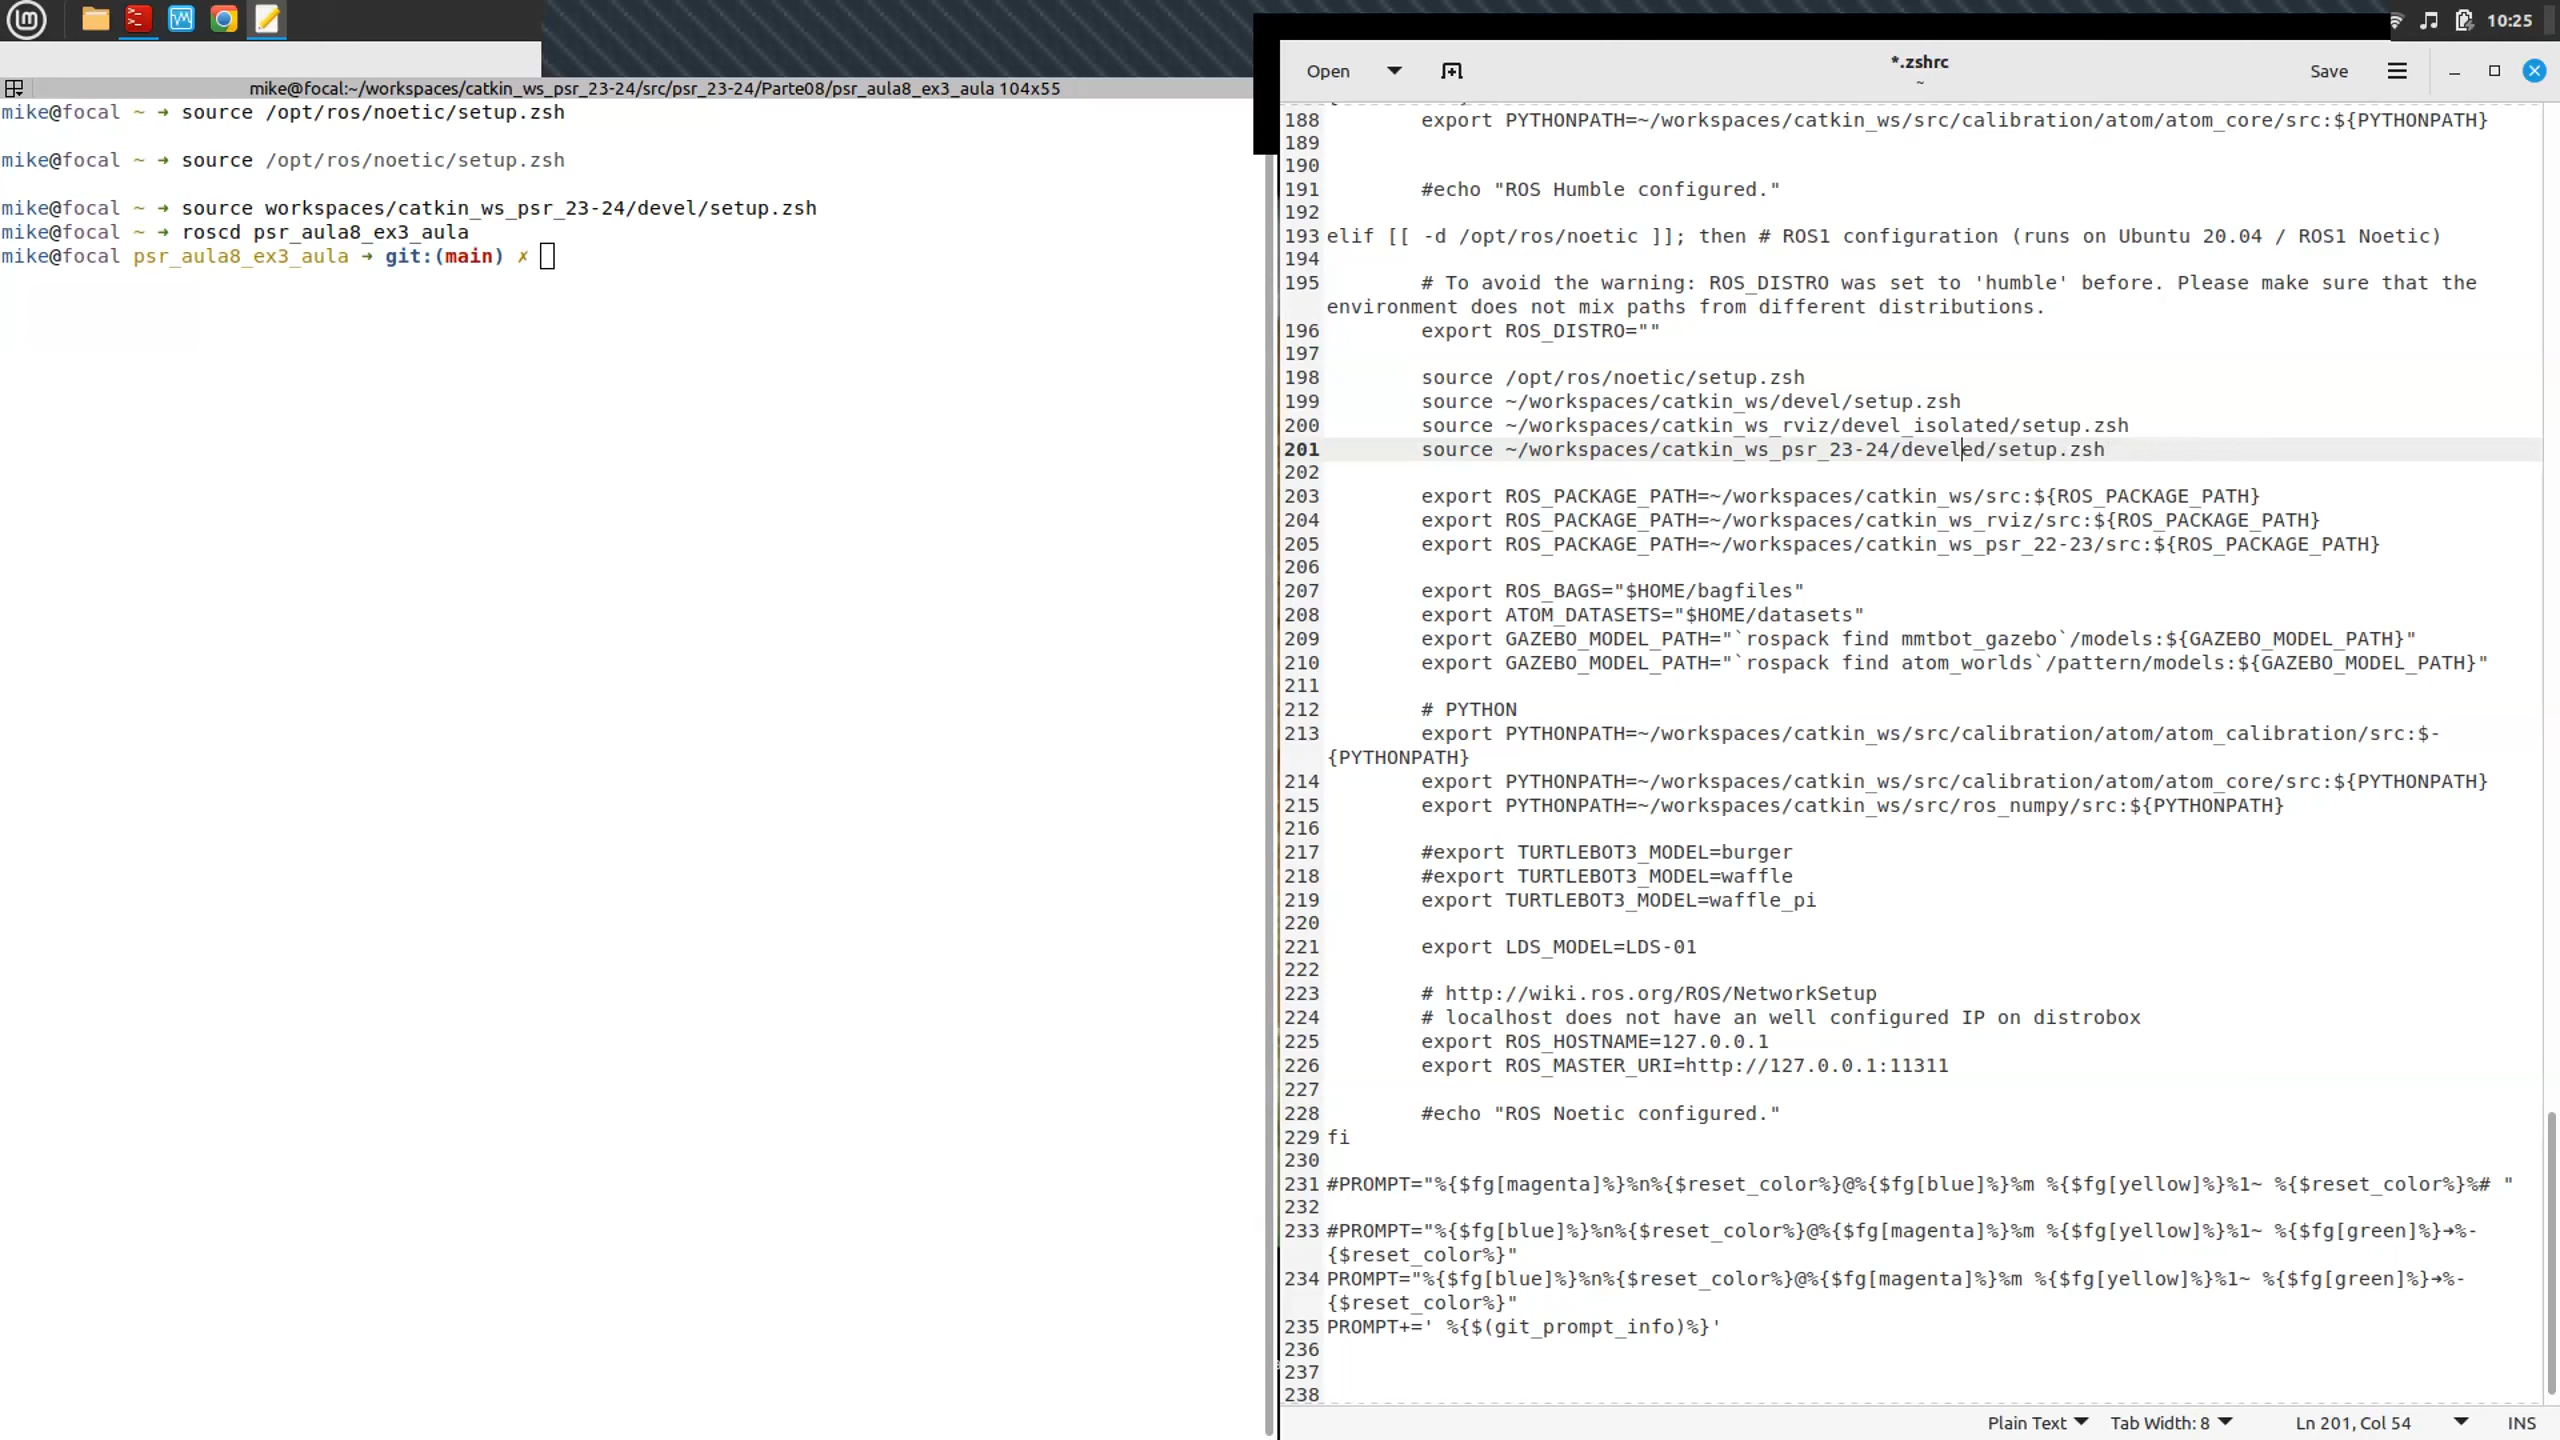 10:25
mike@focal:~/workspaces/catkin_ws_psr_23-24/src/psr_23-24/Parte08/psr_aula8_ex3_aula 104x55
mike@focal ~ ➜ source /opt/ros/noetic/setup.zsh
mike@focal ~ ➜ source /opt/ros/noetic/setup.zsh
mike@focal ~ ➜ source workspaces/catkin_ws_psr_23-24/devel/setup.zsh
mike@focal ~ ➜ roscd psr_aula8_ex3_aula
mike@focal psr_aula8_ex3_aula ➜ git:(main) ✗
Open
*.zshrc
~
Save
188 export PYTHONPATH=~/workspaces/catkin_ws/src/calibration/atom/atom_core/src:${PYTHONPATH}
189
190
191 #echo "ROS Humble configured."
192
193 elif [[ -d /opt/ros/noetic ]]; then # ROS1 configuration (runs on Ubuntu 20.04 / ROS1 Noetic)
194
195 # To avoid the warning: ROS_DISTRO was set to 'humble' before. Please make sure that the
environment does not mix paths from different distributions.
196 export ROS_DISTRO=""
197
198 source /opt/ros/noetic/setup.zsh
199 source ~/workspaces/catkin_ws/devel/setup.zsh
200 source ~/workspaces/catkin_ws_rviz/devel_isolated/setup.zsh
201 source ~/workspaces/catkin_ws_psr_23-24/develed/setup.zsh
202
203 export ROS_PACKAGE_PATH=~/workspaces/catkin_ws/src:${ROS_PACKAGE_PATH}
204 export ROS_PACKAGE_PATH=~/workspaces/catkin_ws_rviz/src:${ROS_PACKAGE_PATH}
205 export ROS_PACKAGE_PATH=~/workspaces/catkin_ws_psr_22-23/src:${ROS_PACKAGE_PATH}
206
207 export ROS_BAGS="$HOME/bagfiles"
208 export ATOM_DATASETS="$HOME/datasets"
209 export GAZEBO_MODEL_PATH="`rospack find mmtbot_gazebo`/models:${GAZEBO_MODEL_PATH}"
210 export GAZEBO_MODEL_PATH="`rospack find atom_worlds`/pattern/models:${GAZEBO_MODEL_PATH}"
211
212 # PYTHON
213 export PYTHONPATH=~/workspaces/catkin_ws/src/calibration/atom/atom_calibration/src:$-
{PYTHONPATH}
214 export PYTHONPATH=~/workspaces/catkin_ws/src/calibration/atom/atom_core/src:${PYTHONPATH}
215 export PYTHONPATH=~/workspaces/catkin_ws/src/ros_numpy/src:${PYTHONPATH}
216
217 #export TURTLEBOT3_MODEL=burger
218 #export TURTLEBOT3_MODEL=waffle
219 export TURTLEBOT3_MODEL=waffle_pi
220
221 export LDS_MODEL=LDS-01
222
223 # http://wiki.ros.org/ROS/NetworkSetup
224 # localhost does not have an well configured IP on distrobox
225 export ROS_HOSTNAME=127.0.0.1
226 export ROS_MASTER_URI=http://127.0.0.1:11311
227
228 #echo "ROS Noetic configured."
229 fi
230
231 #PROMPT="%{$fg[magenta]%}%n%{$reset_color%}@%{$fg[blue]%}%m %{$fg[yellow]%}%1~ %{$reset_color%}%# "
232
233 #PROMPT="%{$fg[blue]%}%n%{$reset_color%}@%{$fg[magenta]%}%m %{$fg[yellow]%}%1~ %{$fg[green]%}➜%-
{$reset_color%}"
234 PROMPT="%{$fg[blue]%}%n%{$reset_color%}@%{$fg[magenta]%}%m %{$fg[yellow]%}%1~ %{$fg[green]%}➜%-
{$reset_color%}"
235 PROMPT+=' %{$(git_prompt_info)%}'
236
237
238
Plain Text Tab Width: 8 Ln 201, Col 54 INS